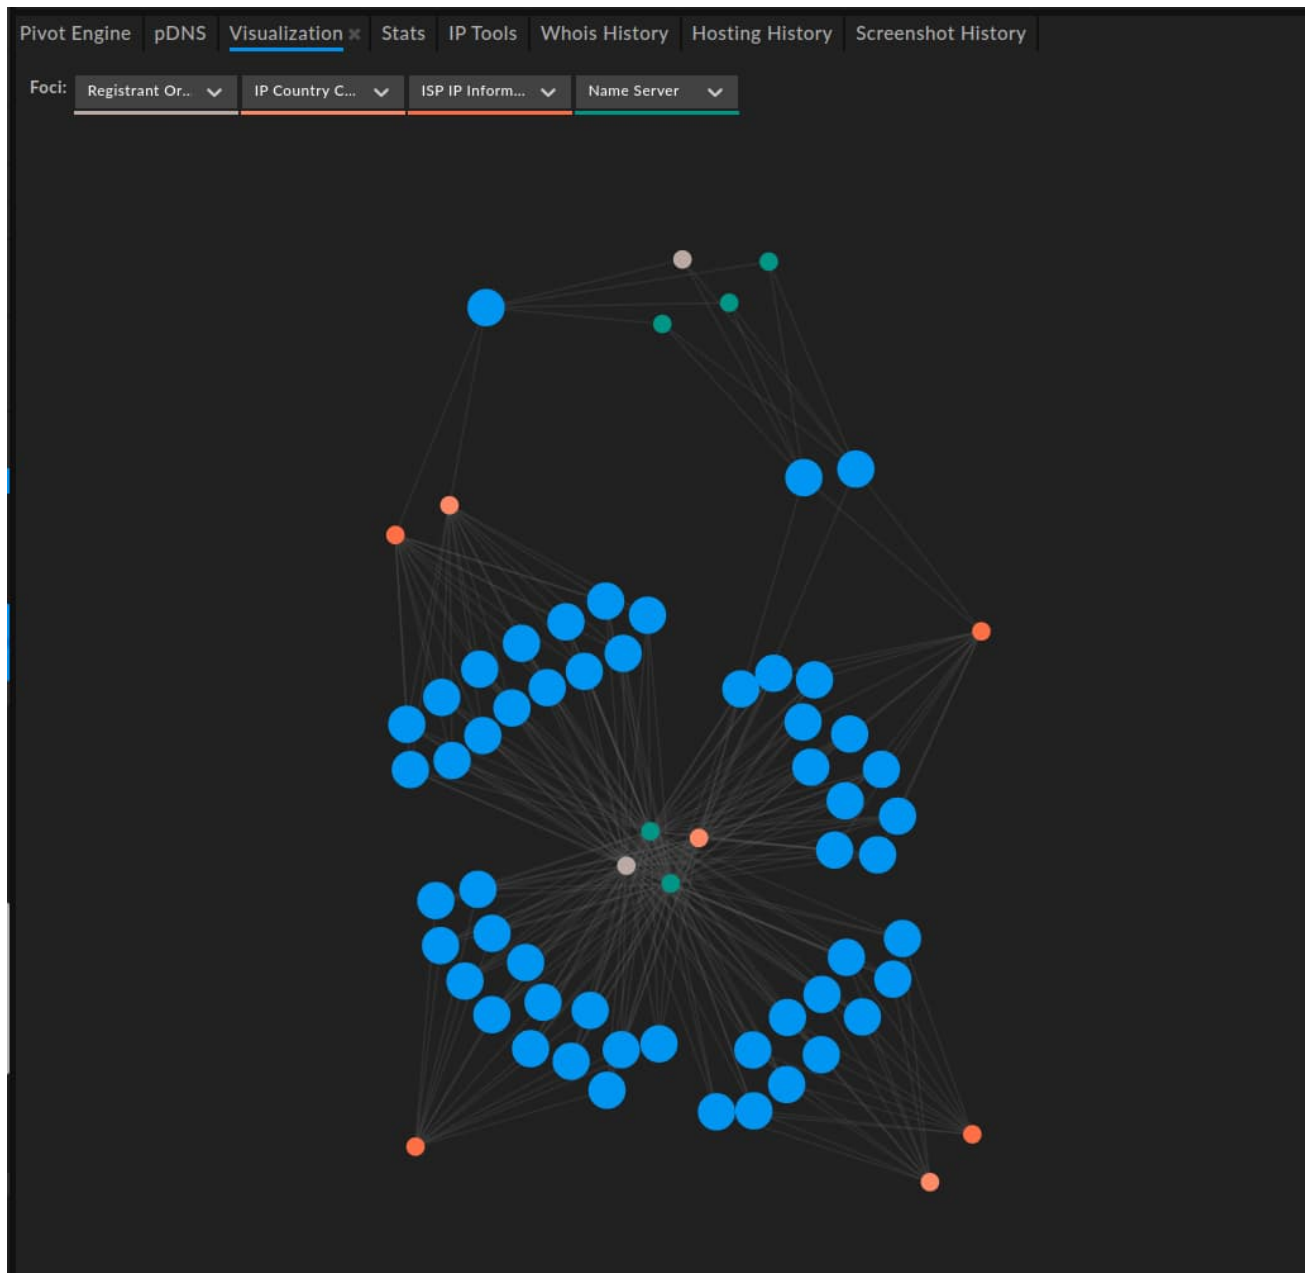 Pivot Engine pDNS Visualization × Stats IP Tools Whois History Hosting History Screenshot History
Foci: Registrant Or... IP Country C... ISP IP Inform... Name Server